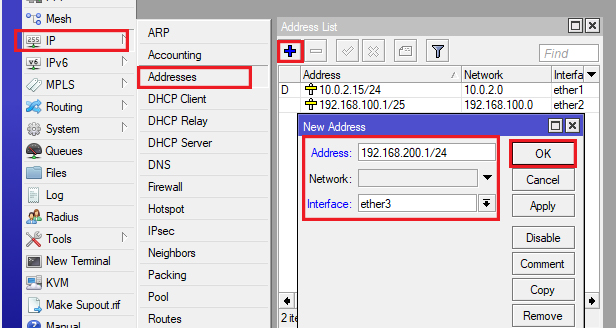 Mesh
IP
IPv6
MPLS
Routing
System
Queues
Files
Log
Radius
Tools
New Terminal
KVM
Make Supout.rif
Manual
ARP
Accounting
Addresses
DHCP Client
DHCP Relay
DHCP Server
DNS
Firewall
Hotspot
IPsec
Neighbors
Packing
Pool
Routes
Address List
Find
Address Network Interfa
D 10.0.2.15/24 10.0.2.0 ether1
192.168.100.1/25 192.168.100.0 ether2
New Address
Address: 192.168.200.1/24
Network:
Interface: ether3
OK
Cancel
Apply
Disable
Comment
Copy
Remove
2 ite